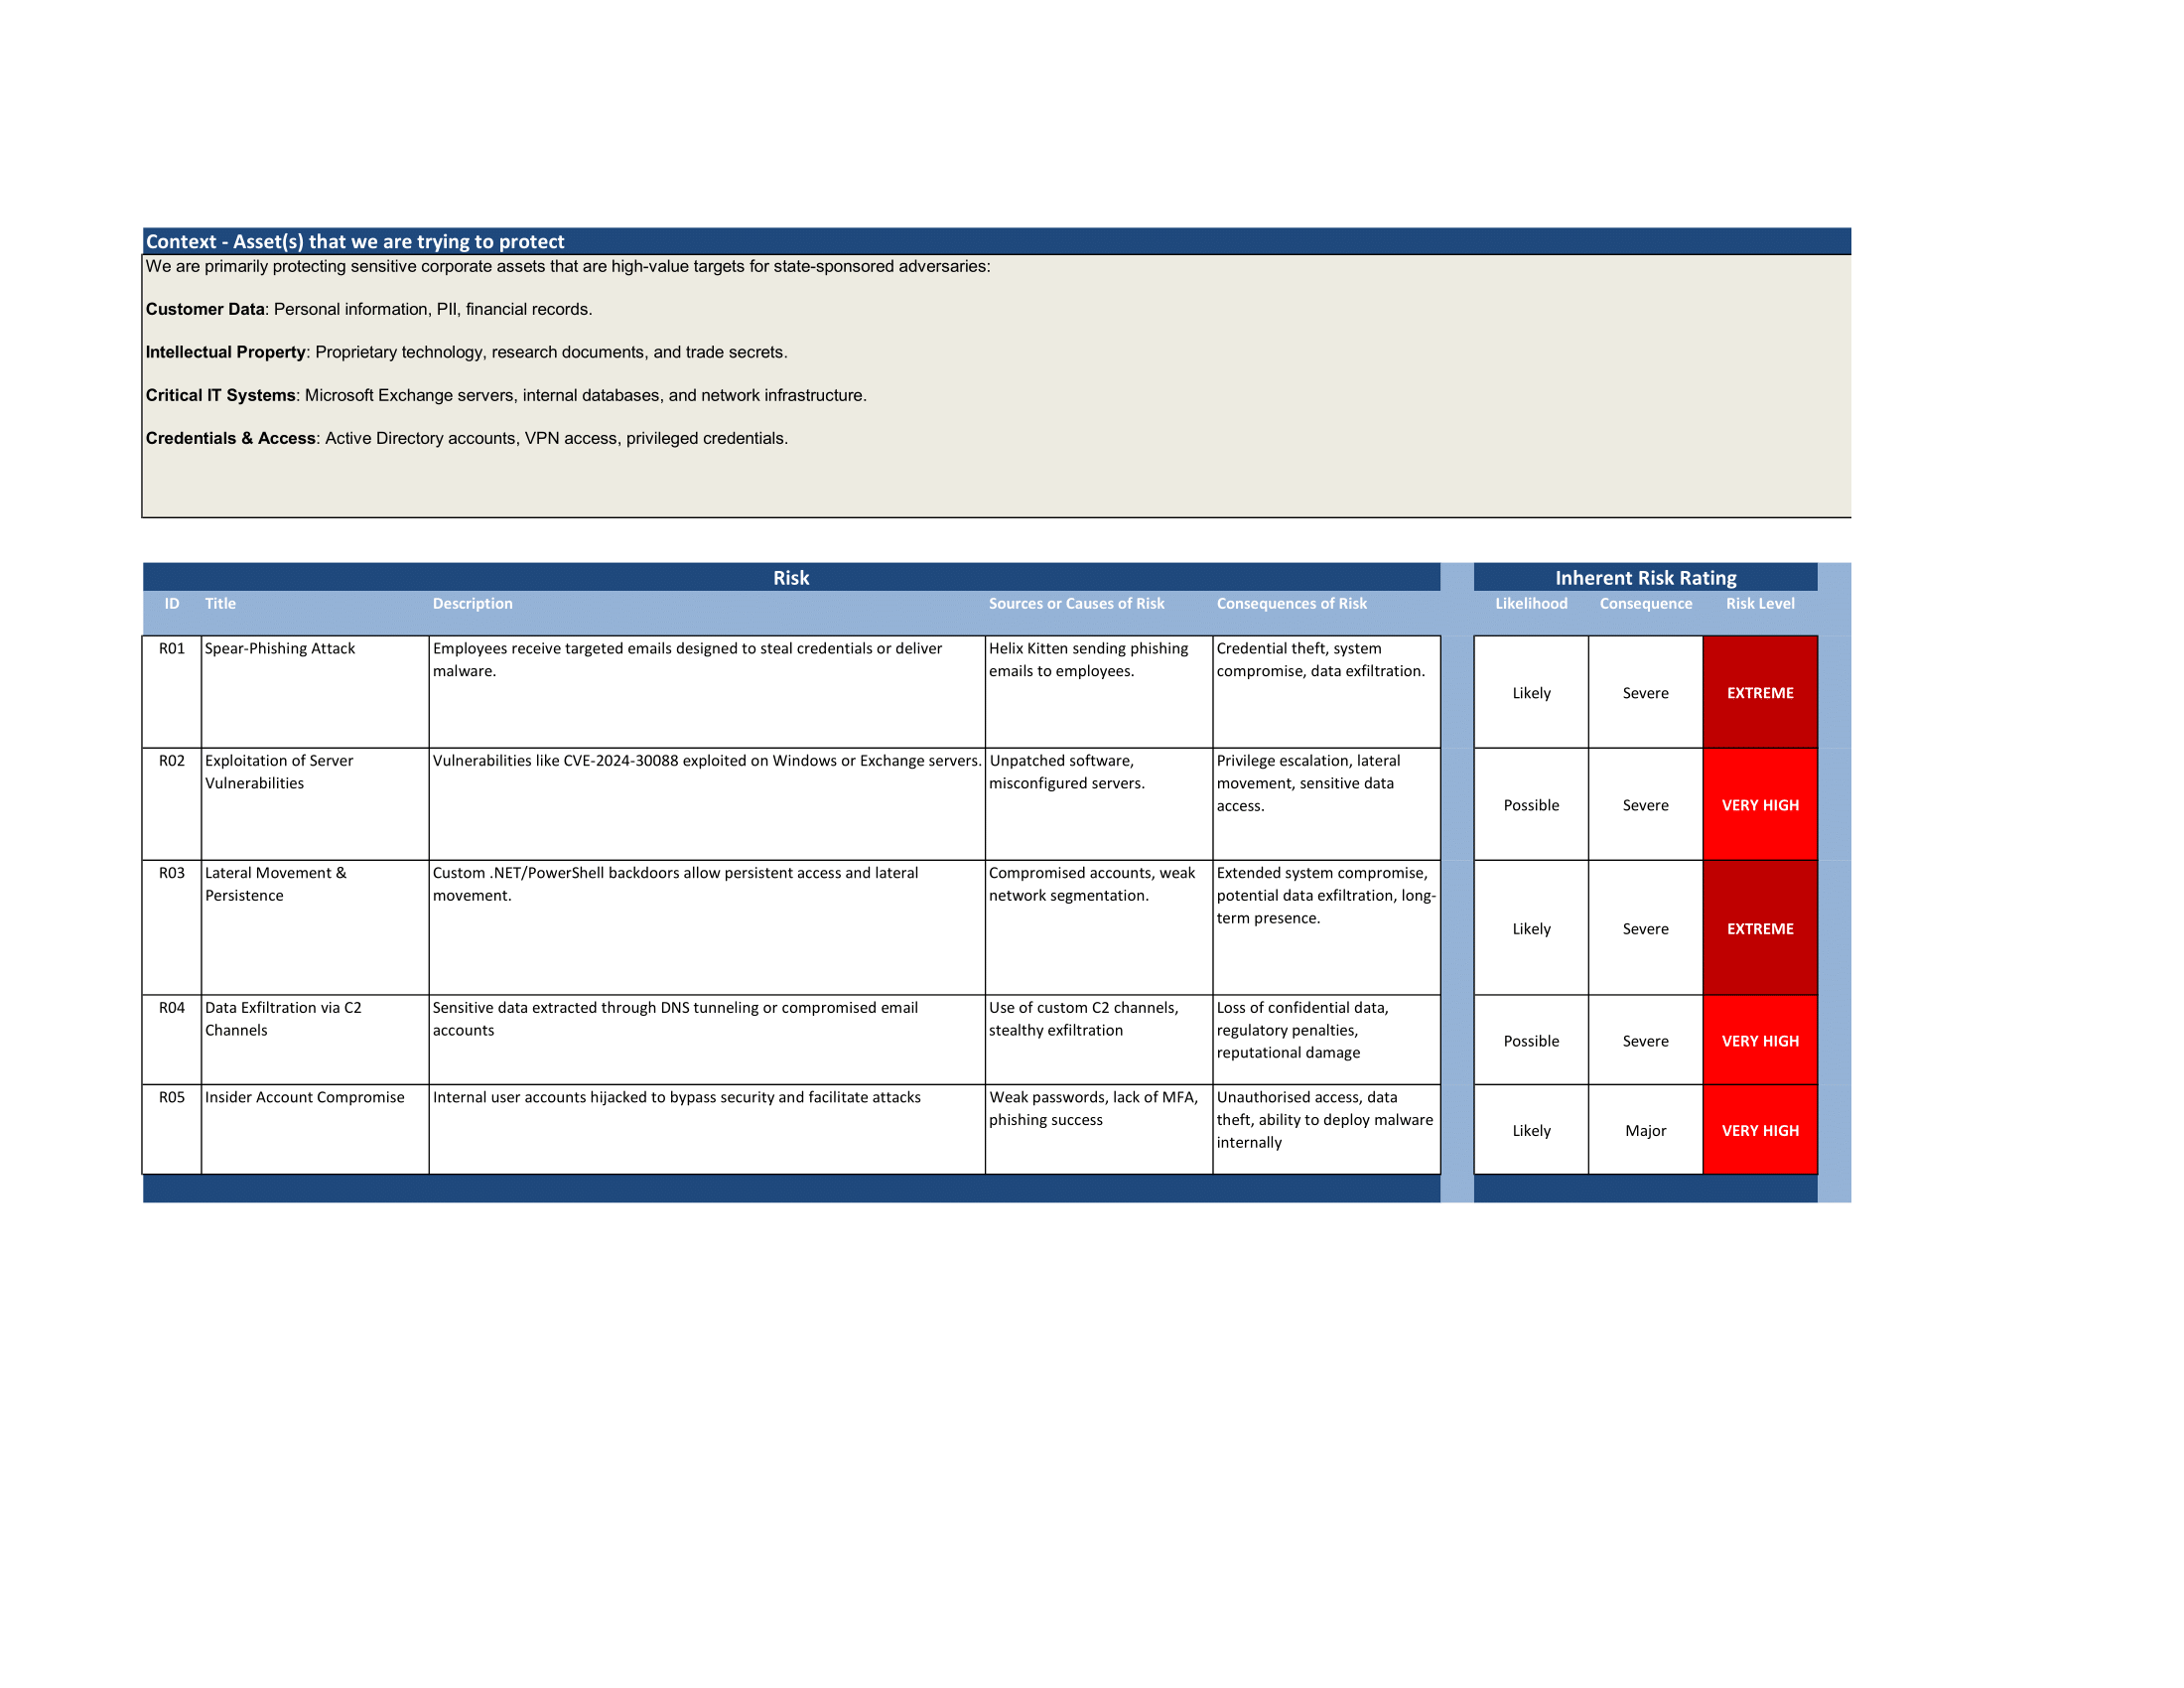 Context - Asset(s) that we are trying to protect
We are primarily protecting sensitive corporate assets that are high-value targets for state-sponsored adversaries:
Customer Data: Personal information, PII, financial records.
Intellectual Property: Proprietary technology, research documents, and trade secrets.
Critical IT Systems: Microsoft Exchange servers, internal databases, and network infrastructure.
Credentials & Access: Active Directory accounts, VPN access, privileged credentials.
Risk
Inherent Risk Rating
ID
Title
Description
Sources or Causes of Risk
Consequences of Risk
Likelihood
Consequence
Risk Level
R01
Spear-Phishing Attack
Employees receive targeted emails designed to steal credentials or deliver
malware.
Helix Kitten sending phishing
emails to employees.
Credential theft, system
compromise, data exfiltration.
Likely
Severe
EXTREME
R02
Exploitation of Server
Vulnerabilities
Vulnerabilities like CVE-2024-30088 exploited on Windows or Exchange servers.
Unpatched software,
misconfigured servers.
Privilege escalation, lateral
movement, sensitive data
access.
Possible
Severe
VERY HIGH
R03
Lateral Movement &
Persistence
Custom .NET/PowerShell backdoors allow persistent access and lateral
movement.
Compromised accounts, weak
network segmentation.
Extended system compromise,
potential data exfiltration, long-
term presence.
Likely
Severe
EXTREME
R04
Data Exfiltration via C2
Channels
Sensitive data extracted through DNS tunneling or compromised email
accounts
Use of custom C2 channels,
stealthy exfiltration
Loss of confidential data,
regulatory penalties,
reputational damage
Possible
Severe
VERY HIGH
R05
Insider Account Compromise
Internal user accounts hijacked to bypass security and facilitate attacks
Weak passwords, lack of MFA,
phishing success
Unauthorised access, data
theft, ability to deploy malware
internally
Likely
Major
VERY HIGH